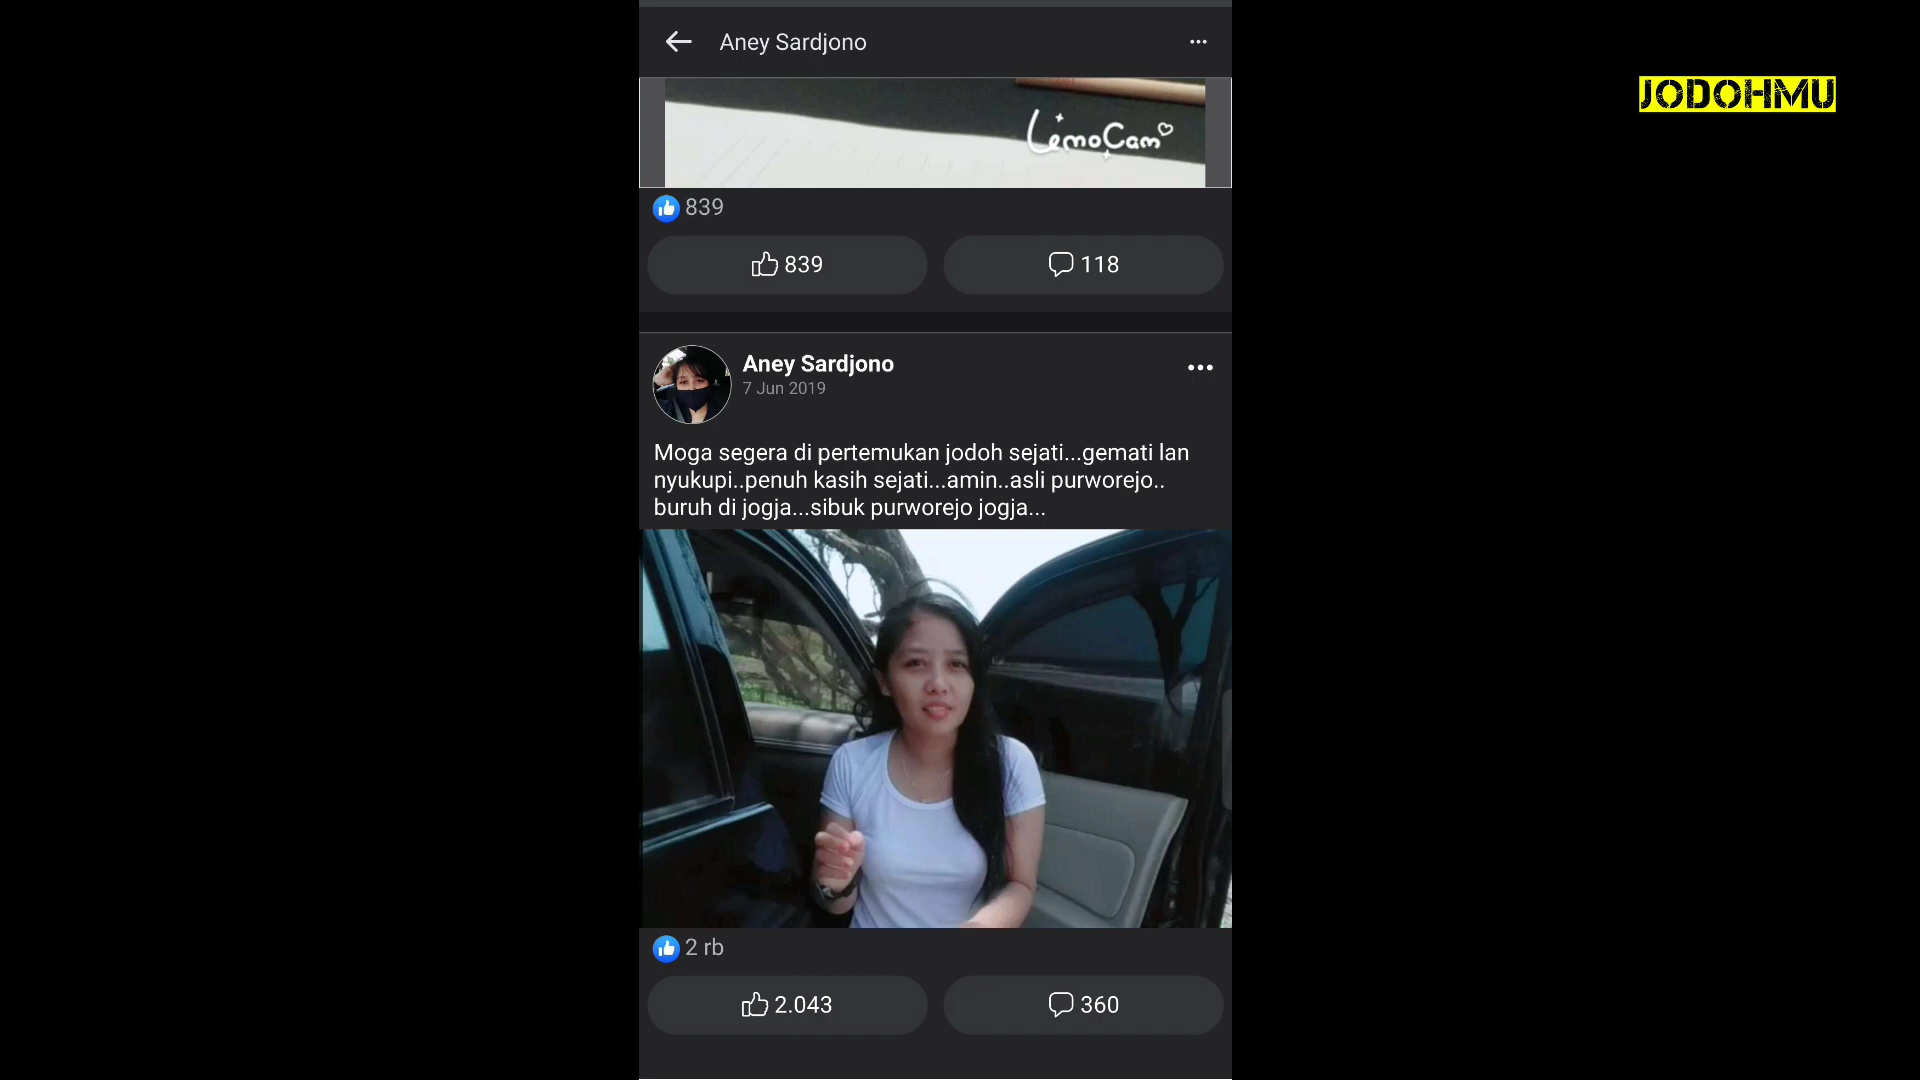 Aney Sardjono
JODOHMU
LemoCam
839
839
118
Aney Sardjono
7 Jun 2019
Moga segera di pertemukan jodoh sejati...gemati lan
nyukupi..penuh kasih sejati...amin..asli purworejo..
buruh di jogja...sibuk purworejo jogja...
2 rb
2.043
360